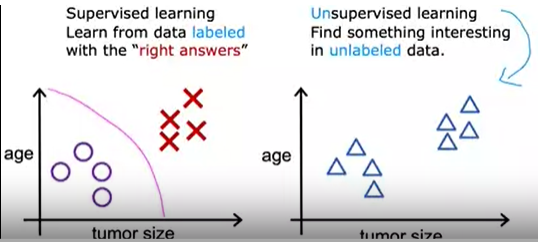 Supervised learning
Learn from data labeled
with the “right answers”
Unsupervised learning
Find something interesting
in unlabeled data.
age
tumor size
age
tumor size